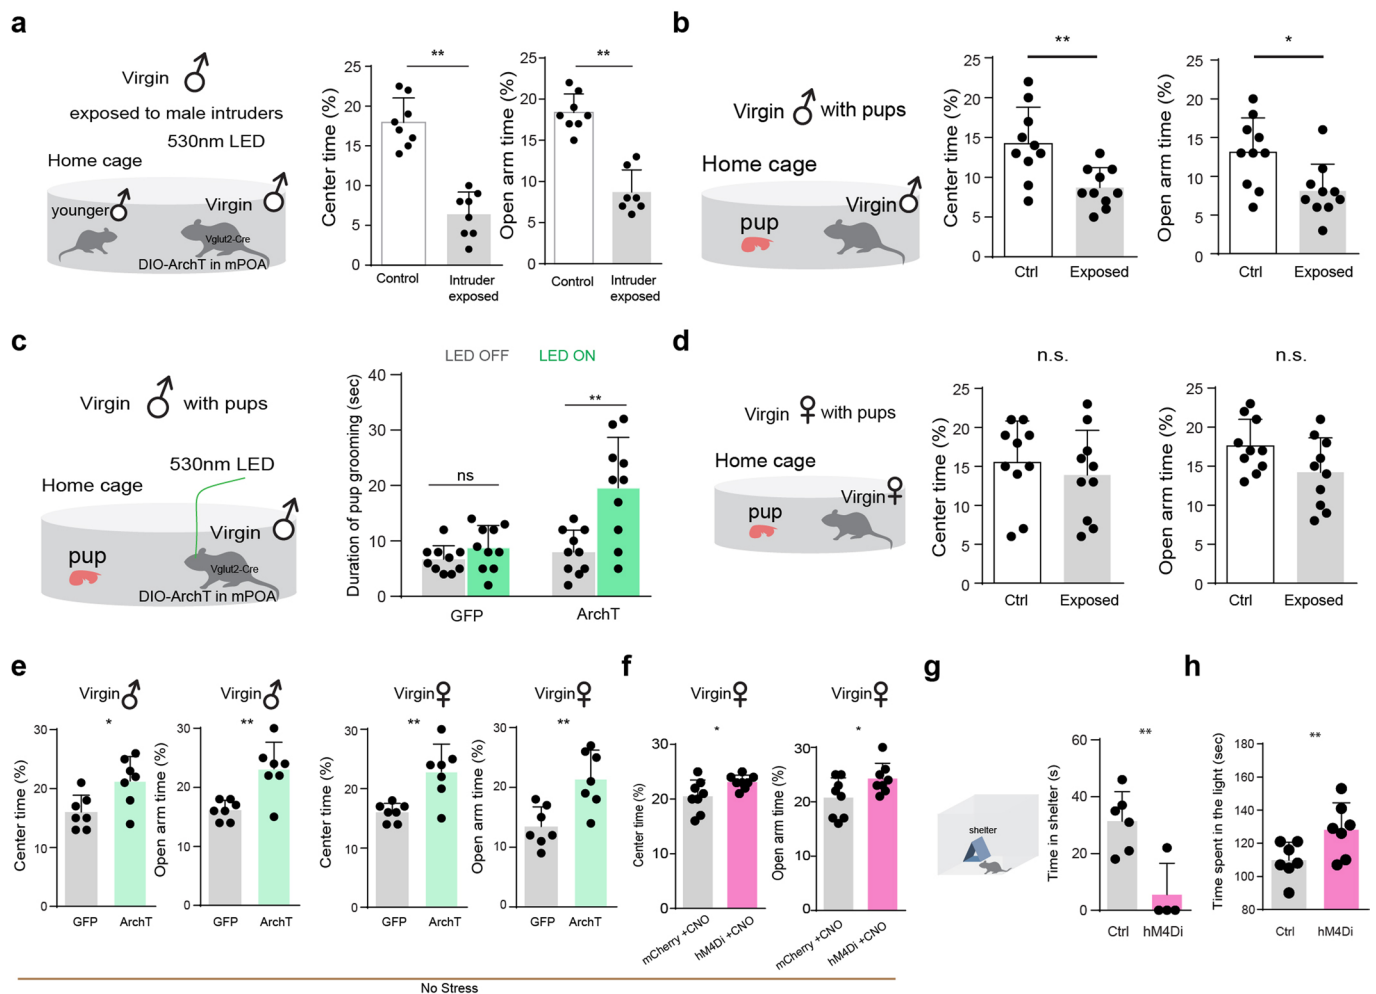 a
Virgin ♂
exposed to male intruders
530nm LED
Home cage
younger ♂
Virgin ♂
Vglut2-Cre
DIO-ArchT in mPOA
**
Center time (%)
25
20
15
10
5
0
Control
Intruder
exposed
**
Open arm time (%)
25
20
15
10
5
0
Control
Intruder
exposed
b
Virgin ♂ with pups
Home cage
pup
Virgin ♂
**
Center time (%)
25
20
15
10
5
0
Ctrl
Exposed
*
Open arm time (%)
25
20
15
10
5
0
Ctrl
Exposed
c
Virgin ♂ with pups
530nm LED
Home cage
pup
Virgin ♂
Vglut2-Cre
DIO-ArchT in mPOA
LED OFF
LED ON
Duration of pup grooming (sec)
40
30
20
10
0
ns
**
GFP
ArchT
d
Virgin ♀ with pups
Home cage
pup
Virgin ♀
n.s.
Center time (%)
25
20
15
10
5
0
Ctrl
Exposed
n.s.
Open arm time (%)
25
20
15
10
5
0
Ctrl
Exposed
e
Virgin ♂
*
Center time (%)
30
20
10
0
GFP
ArchT
Virgin ♂
**
Open arm time (%)
30
20
10
0
GFP
ArchT
Virgin ♀
**
Center time (%)
30
20
10
0
GFP
ArchT
Virgin ♀
**
Open arm time (%)
30
20
10
0
GFP
ArchT
f
Virgin ♀
*
Center time (%)
30
20
10
0
mCherry +CNO
hM4Di +CNO
Virgin ♀
*
Open arm time (%)
30
20
10
0
mCherry +CNO
hM4Di +CNO
No Stress
g
shelter
**
Time in shelter (s)
60
40
20
0
Ctrl
hM4Di
h
**
Time spent in the light (sec)
180
160
140
120
100
80
Ctrl
hM4Di